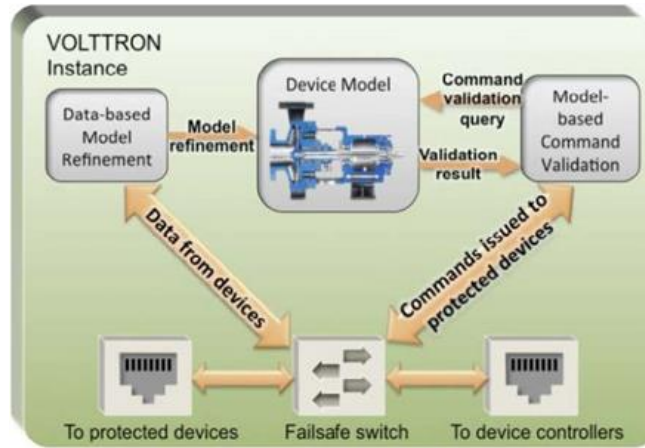 VOLTTRON
Instance
Device Model
Command
validation
query
Model-
based
Command
Validation
Data-based
Model
Refinement
Model
refinement
Validation
result
Data from devices
Commands issued to
protected devices
To protected devices
Failsafe switch
To device controllers